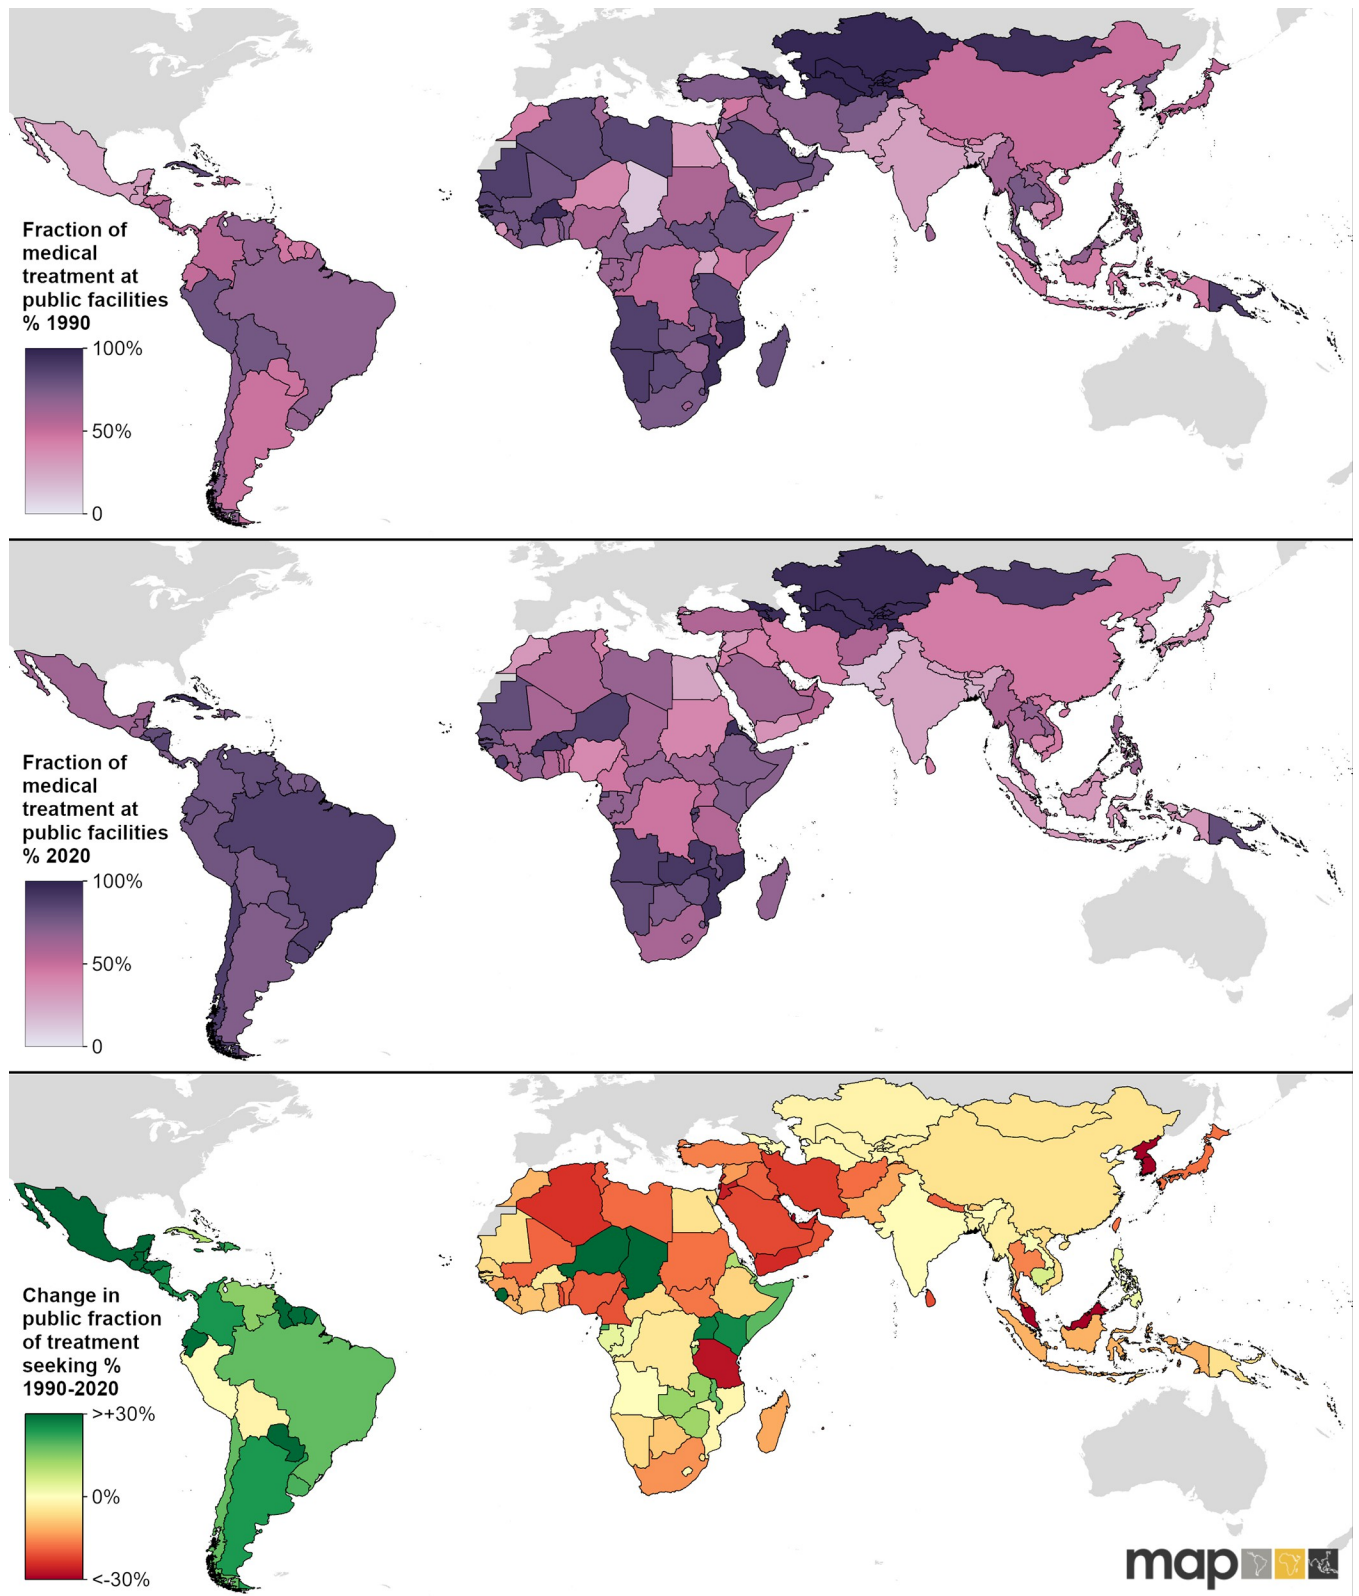 Fraction of
medical
treatment at
public facilities
% 1990
100%
50%
0
Fraction of
medical
treatment at
public facilities
% 2020
100%
50%
0
Change in
public fraction
of treatment
seeking %
1990-2020
>+30%
0%
<-30%
map